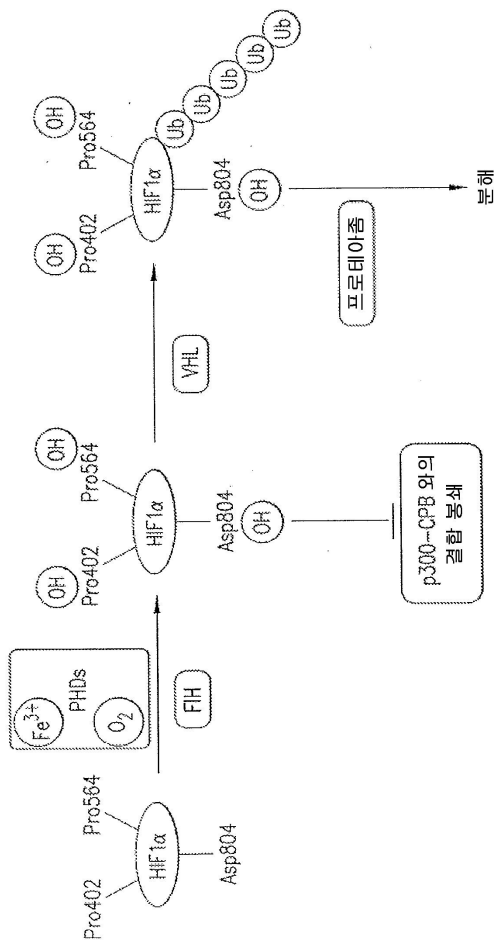 Pro402
Pro564
HIF1α
Asp804
Fe3+
PHDs
O2
FIH
OH
OH
Pro402
Pro564
HIF1α
Asp804
OH
p300-CPB 와의
결합 봉쇄
VHL
OH
OH
Pro402
Pro564
HIF1α
Ub
Ub
Ub
Ub
Ub
Asp804
OH
프로테아좀
분해